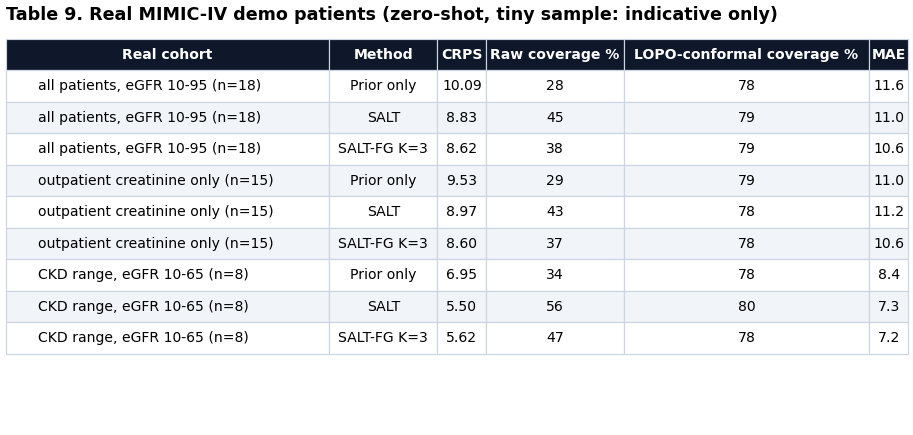 Table 9. Real MIMIC-IV demo patients (zero-shot, tiny sample: indicative only)
Real cohort Method CRPS Raw coverage % LOPO-conformal coverage % MAE
all patients, eGFR 10-95 (n=18) Prior only 10.09 28 78 11.6
all patients, eGFR 10-95 (n=18) SALT 8.83 45 79 11.0
all patients, eGFR 10-95 (n=18) SALT-FG K=3 8.62 38 79 10.6
outpatient creatinine only (n=15) Prior only 9.53 29 79 11.0
outpatient creatinine only (n=15) SALT 8.97 43 78 11.2
outpatient creatinine only (n=15) SALT-FG K=3 8.60 37 78 10.6
CKD range, eGFR 10-65 (n=8) Prior only 6.95 34 78 8.4
CKD range, eGFR 10-65 (n=8) SALT 5.50 56 80 7.3
CKD range, eGFR 10-65 (n=8) SALT-FG K=3 5.62 47 78 7.2